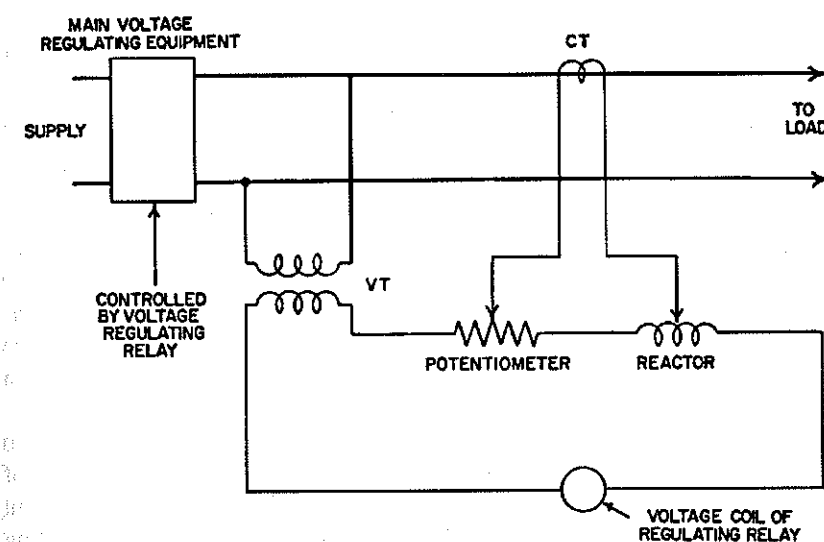 MAIN VOLTAGE
REGULATING EQUIPMENT
CT
SUPPLY
TO
LOAD
VT
CONTROLLED
BY VOLTAGE
REGULATING
RELAY
POTENTIOMETER
REACTOR
VOLTAGE COIL OF
REGULATING RELAY